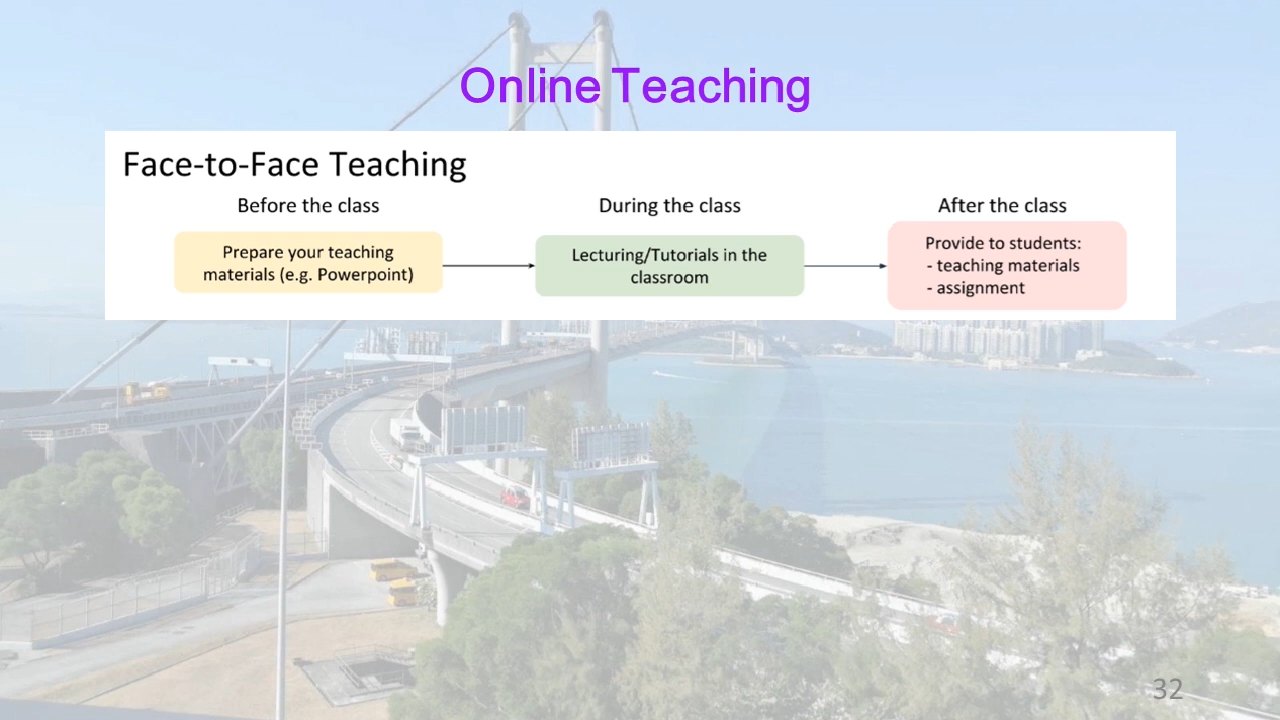 Online Teaching
Face-to-Face Teaching
Before the class
During the class
After the class
Prepare your teaching
materials (e.g. Powerpoint)
Lecturing/Tutorials in the
classroom
Provide to students:
- teaching materials
- assignment
32